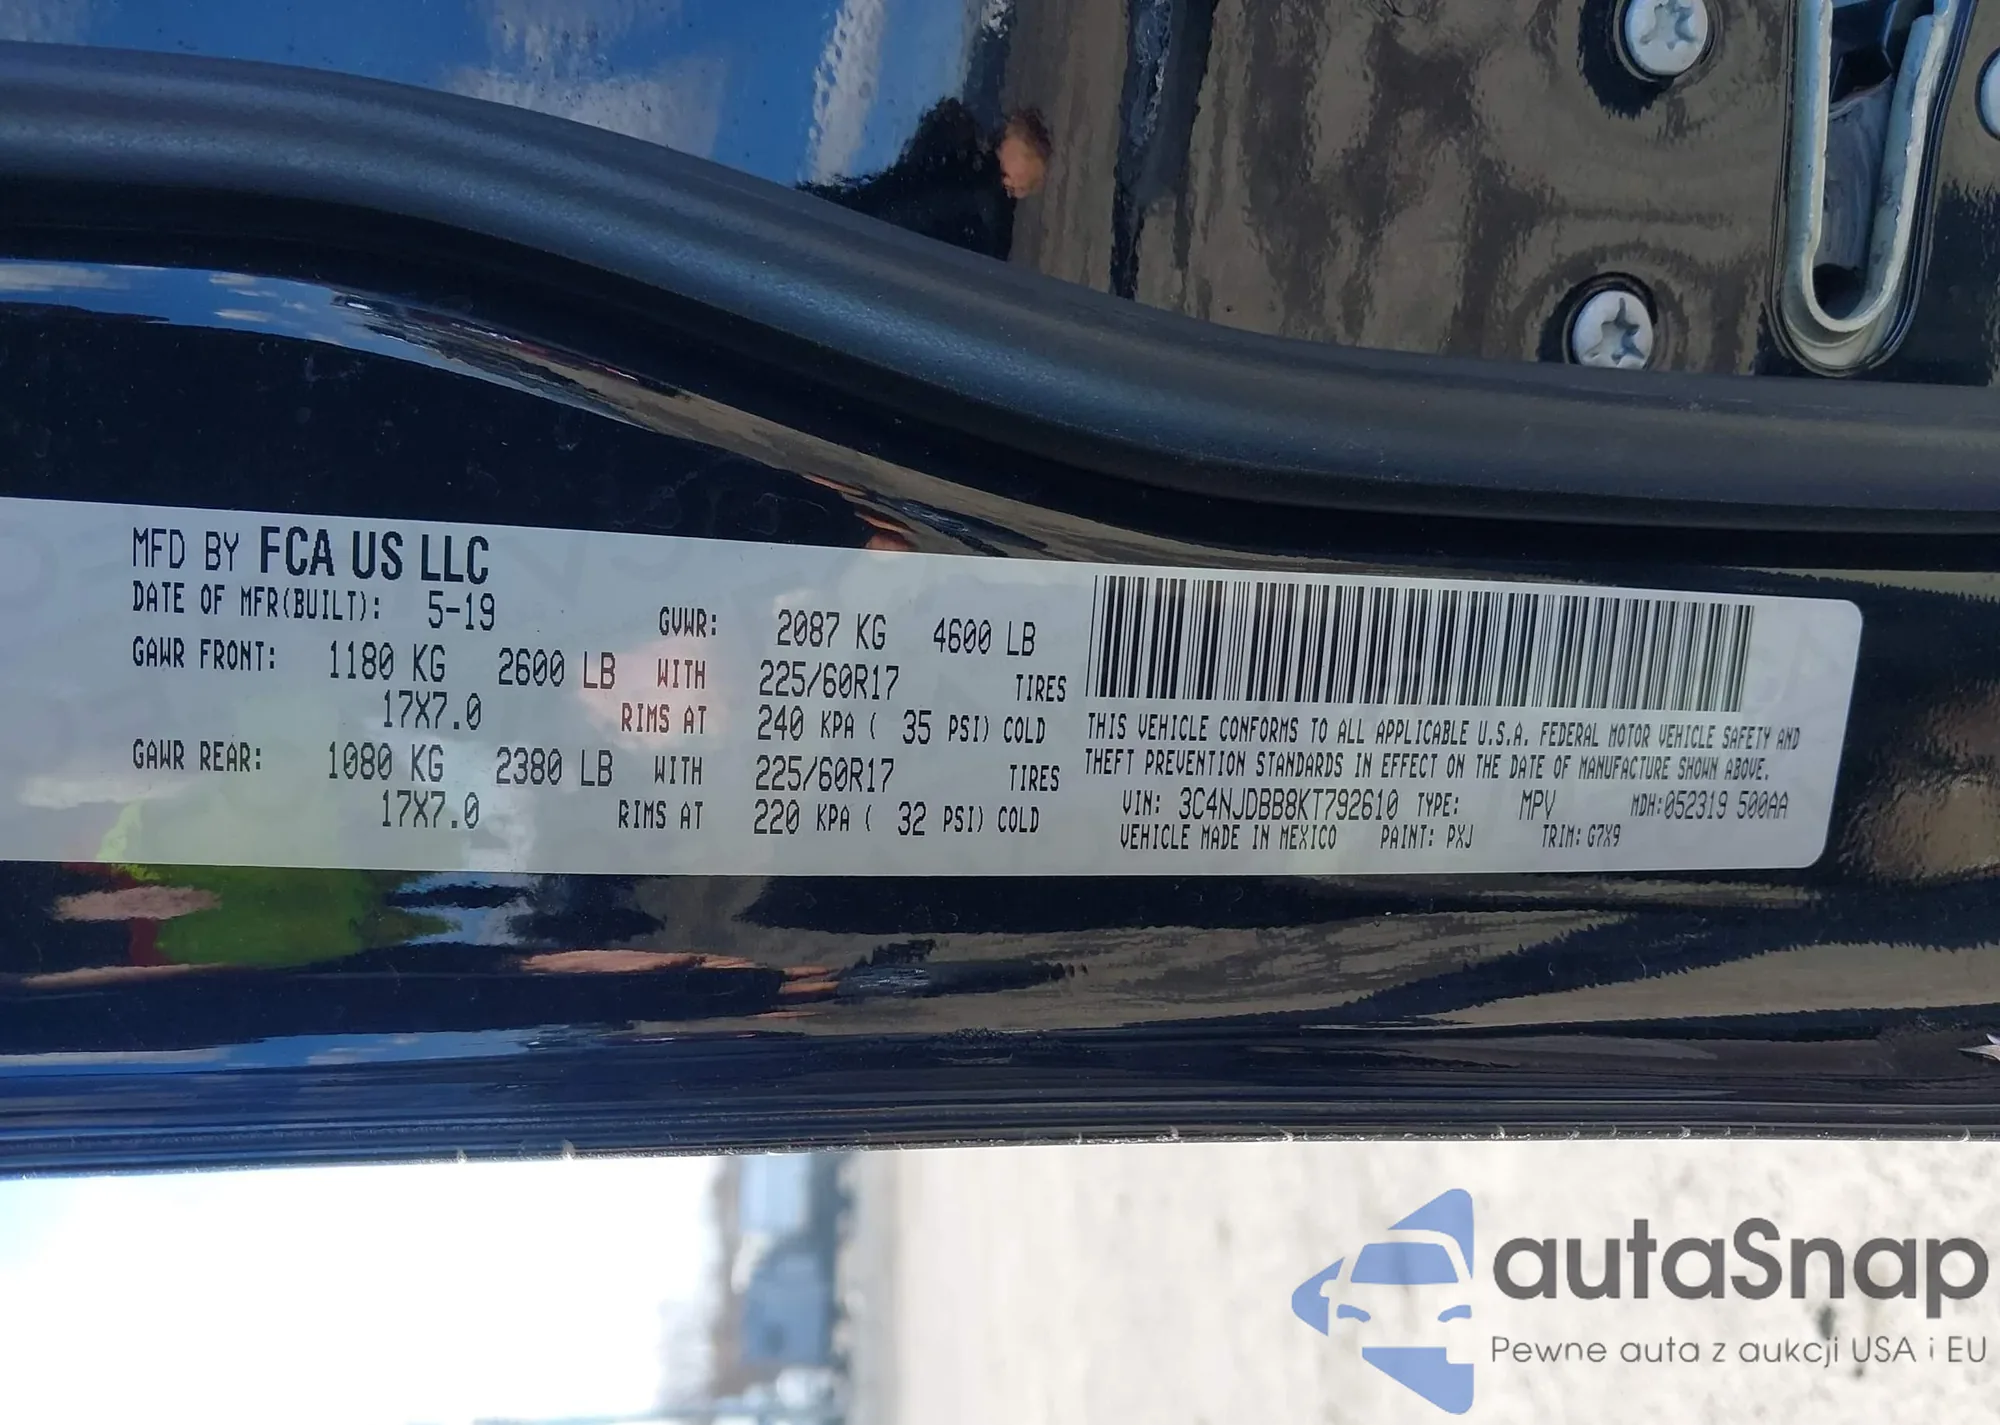 MFD BY FCA US LLC
DATE OF MFR(BUILT): 5-19 GVWR: 2087 KG 4600 LB
GAWR FRONT: 1180 KG 2600 LB WITH 225/60R17 TIRES
17X7.0 RIMS AT 240 KPA ( 35 PSI) COLD
GAWR REAR: 1080 KG 2380 LB WITH 225/60R17 TIRES
17X7.0 RIMS AT 220 KPA ( 32 PSI) COLD
THIS VEHICLE CONFORMS TO ALL APPLICABLE U.S.A. FEDERAL MOTOR VEHICLE SAFETY AND
THEFT PREVENTION STANDARDS IN EFFECT ON THE DATE OF MANUFACTURE SHOWN ABOVE.
VIN: 3C4NJDBB8KT792610 TYPE: MPV MDH:052319 500AA
VEHICLE MADE IN MEXICO PAINT: PXJ TRIM: G7X9
autaSnap
Pewne auta z aukcji USA i EU